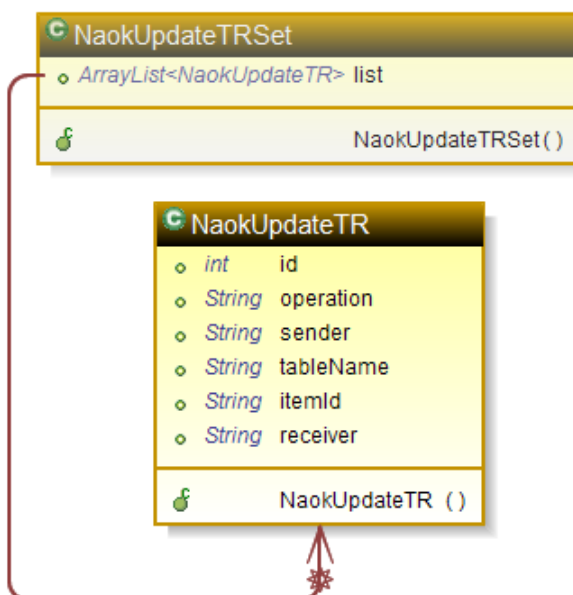 C NaokUpdateTRSet
ArrayList<NaokUpdateTR> list
NaokUpdateTRSet( )
C NaokUpdateTR
int id
String operation
String sender
String tableName
String itemId
String receiver
NaokUpdateTR ( )